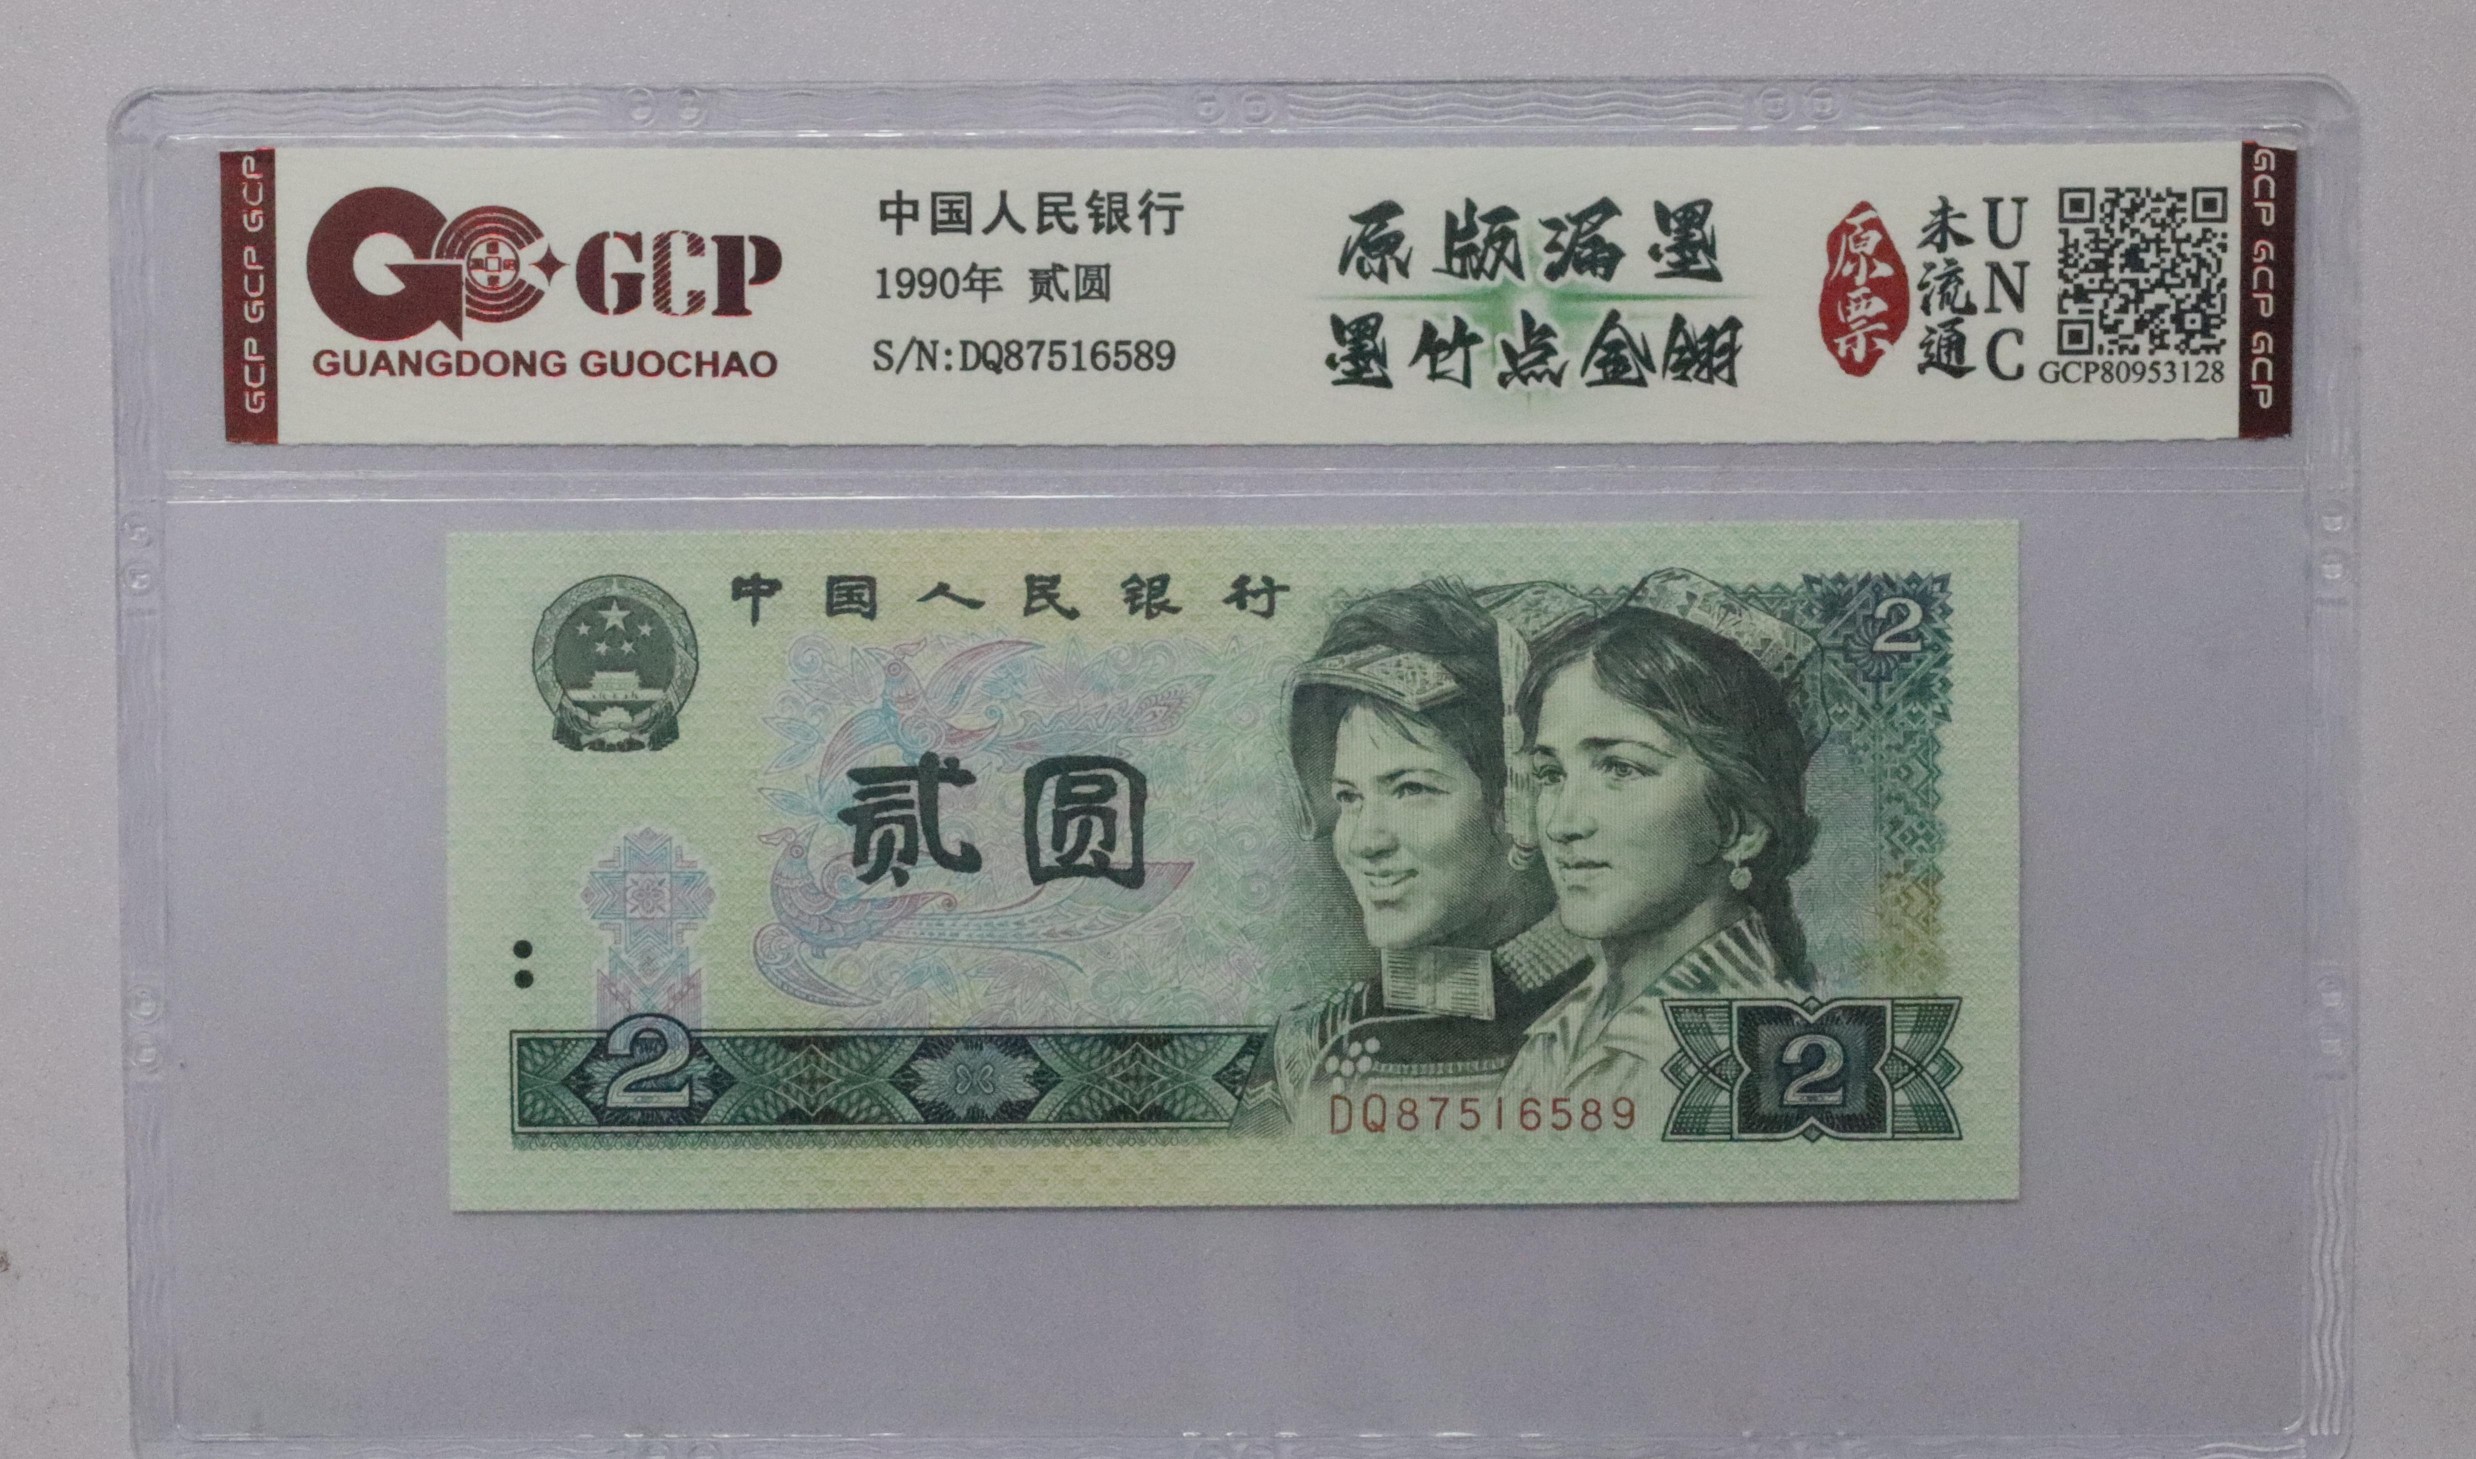 GCP GCP GCP
GCP
GUANGDONG GUOCHAO
中国人民银行
1990年 贰圆
S/N:DQ87516589
原版漏墨
墨竹点金翎
原票
未流通
UNC
GCP80953128
GCP GCP GCP
中国人民银行
2
贰圆
2
DQ87516589
2